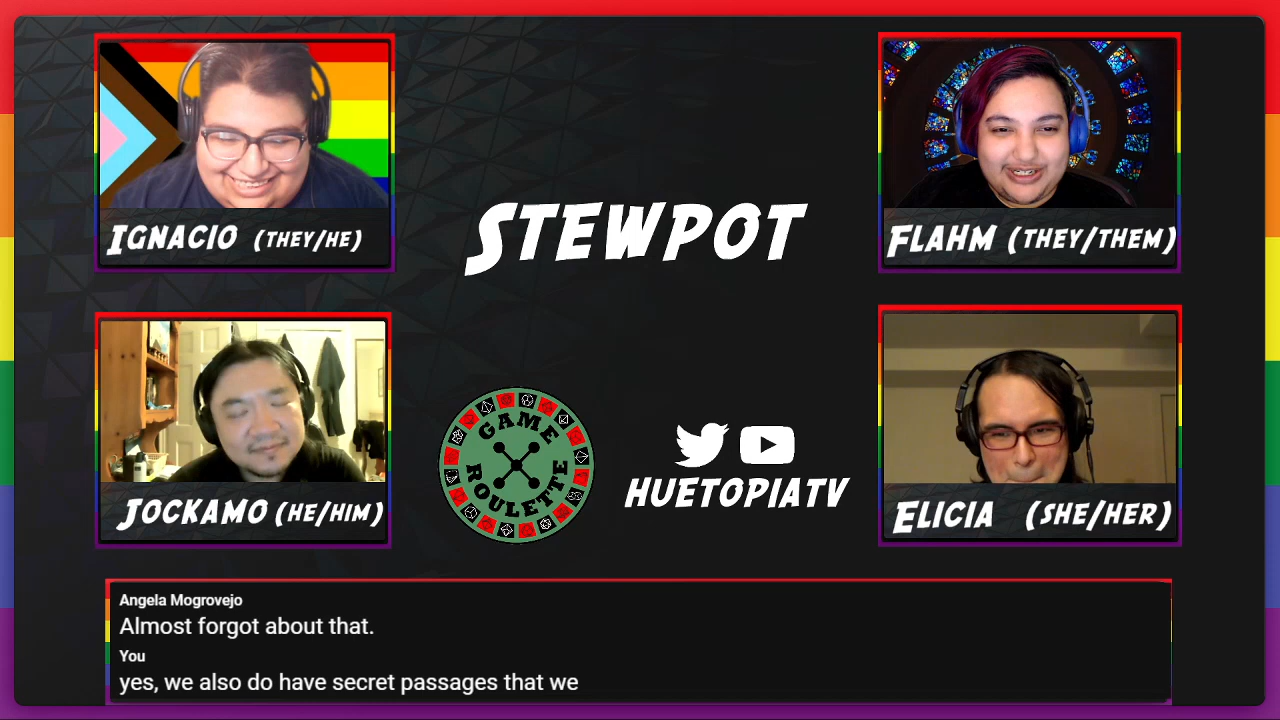 IGNACIO (THEY/HE)
FLAHM (THEY/THEM)
STEWPOT
JOCKAMO (HE/HIM)
ELICIA (SHE/HER)
GAME
ROULETTE
HUETOPIATV
Angela Mogrovejo
Almost forgot about that.
You
yes, we also do have secret passages that we